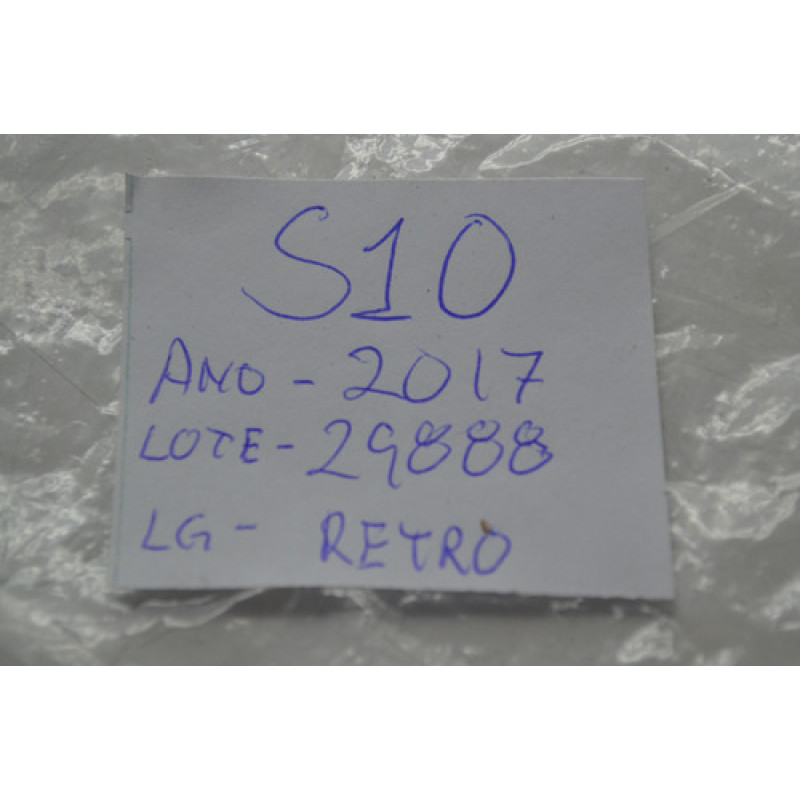 S10
ANO - 2017
LOTE - 29888
LG - RETRO